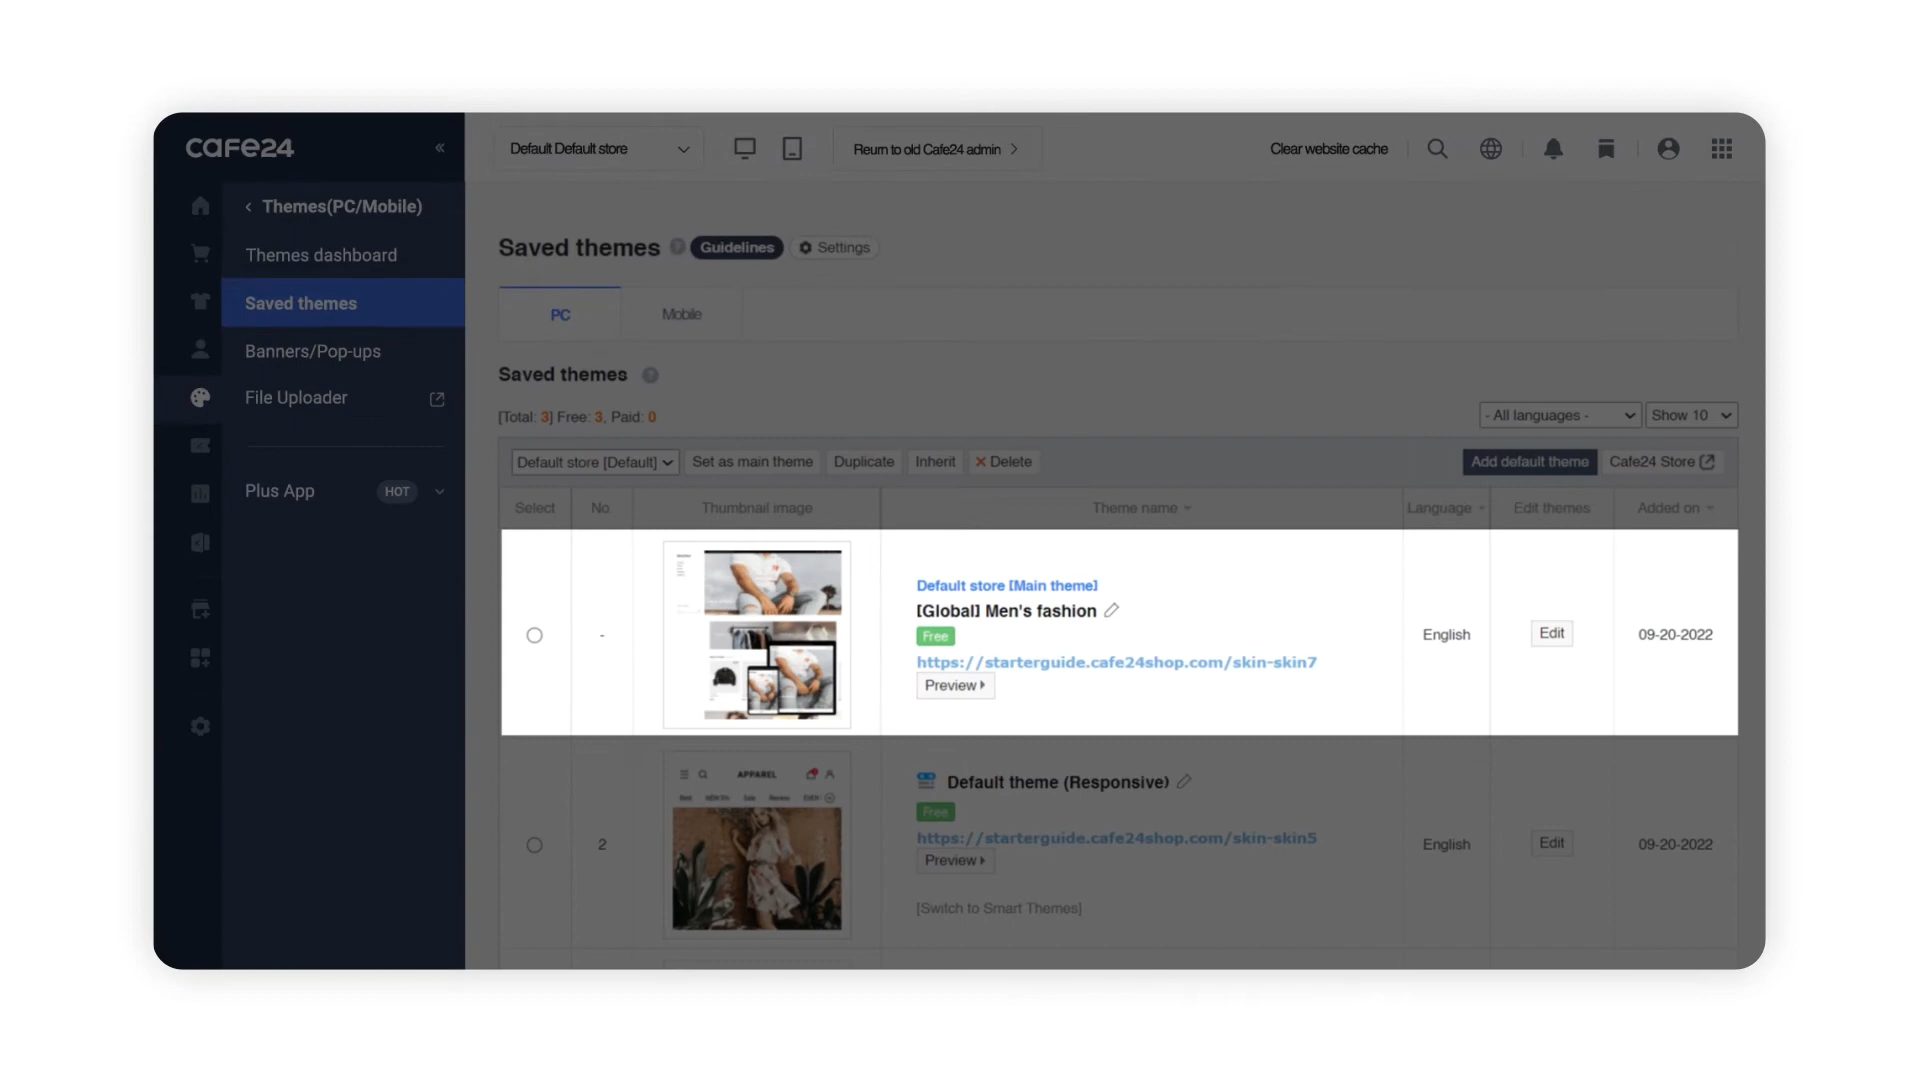 cafe24
Default Default store
Reurn to old Cafe24 admin
Clear website cache
Themes(PC/Mobile)
Themes dashboard
Saved themes
Banners/Pop-ups
File Uploader
Plus App
HOT
Saved themes
Guidelines
Settings
PC
Mobile
Saved themes
[Total: 3] Free: 3, Paid: 0
- All languages -
Show 10
Default store [Default]
Set as main theme
Duplicate
Inherit
Delete
Add default theme
Cafe24 Store
Select
No
Thumbnail image
Theme name
Language
Edit themes
Added on
-
Default store [Main theme]
[Global] Men's fashion
Free
https://starterguide.cafe24shop.com/skin-skin7
Preview
English
Edit
09-20-2022
2
APPAREL
Default theme (Responsive)
Free
https://starterguide.cafe24shop.com/skin-skin5
Preview
[Switch to Smart Themes]
English
Edit
09-20-2022